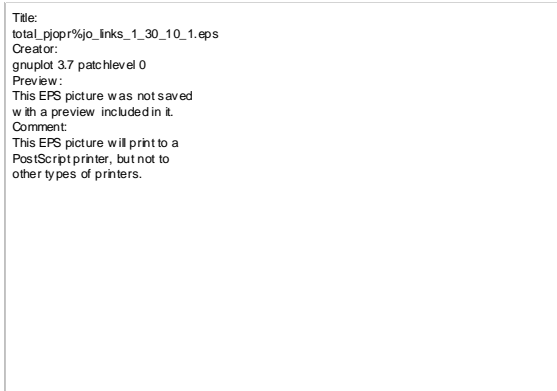 Title:
total_pjopr%jo_links_1_30_10_1.eps
Creator:
gnuplot 3.7 patchlevel 0
Preview:
This EPS picture was not saved
with a preview included in it.
Comment:
This EPS picture will print to a
PostScript printer, but not to
other types of printers.